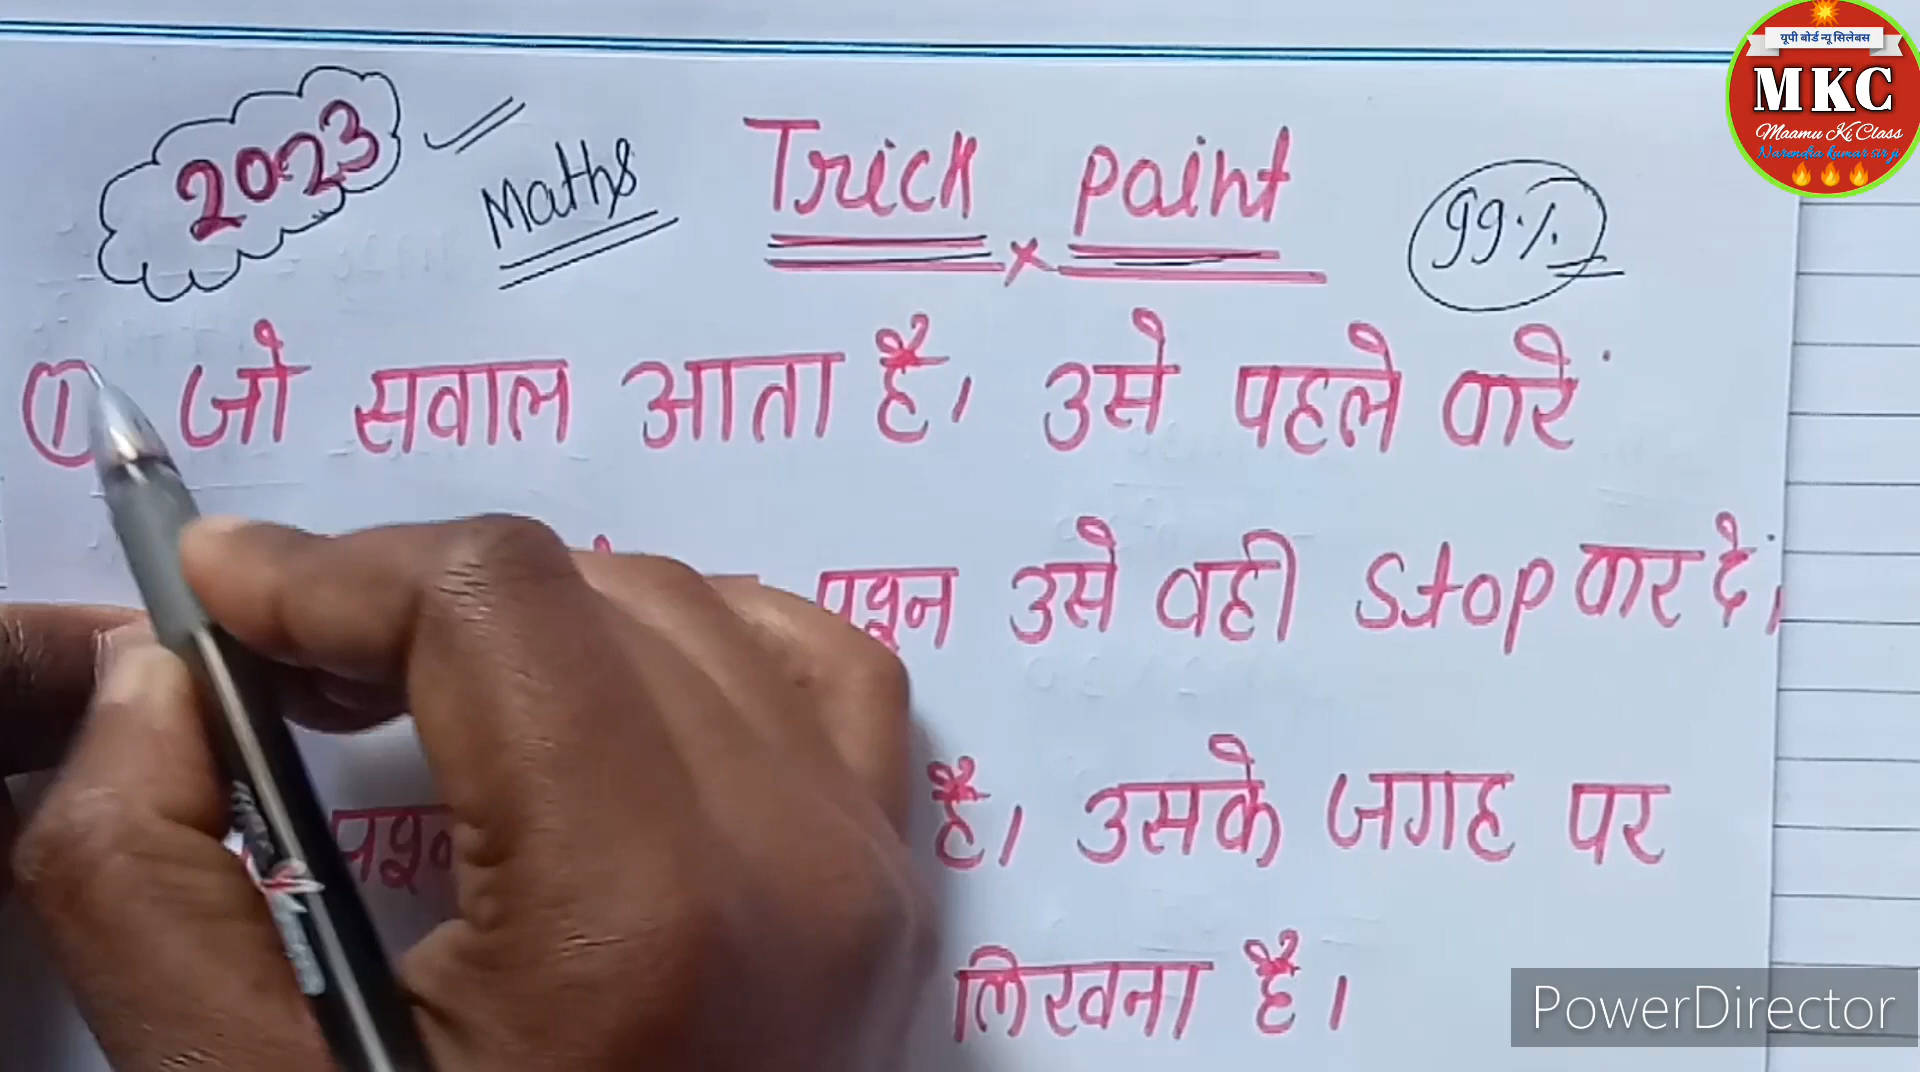 यूपी बोर्ड न्यू सिलेबस
MKC
Maamu Ki Class
Narendra kumar sir ji
2023
Maths
Trick point
99%
① जो सवाल आता है। उसे पहले करें
प्रश्न उसे वही Stop कर दें।
प्रश्न है। उसके जगह पर
लिखना है।
PowerDirector